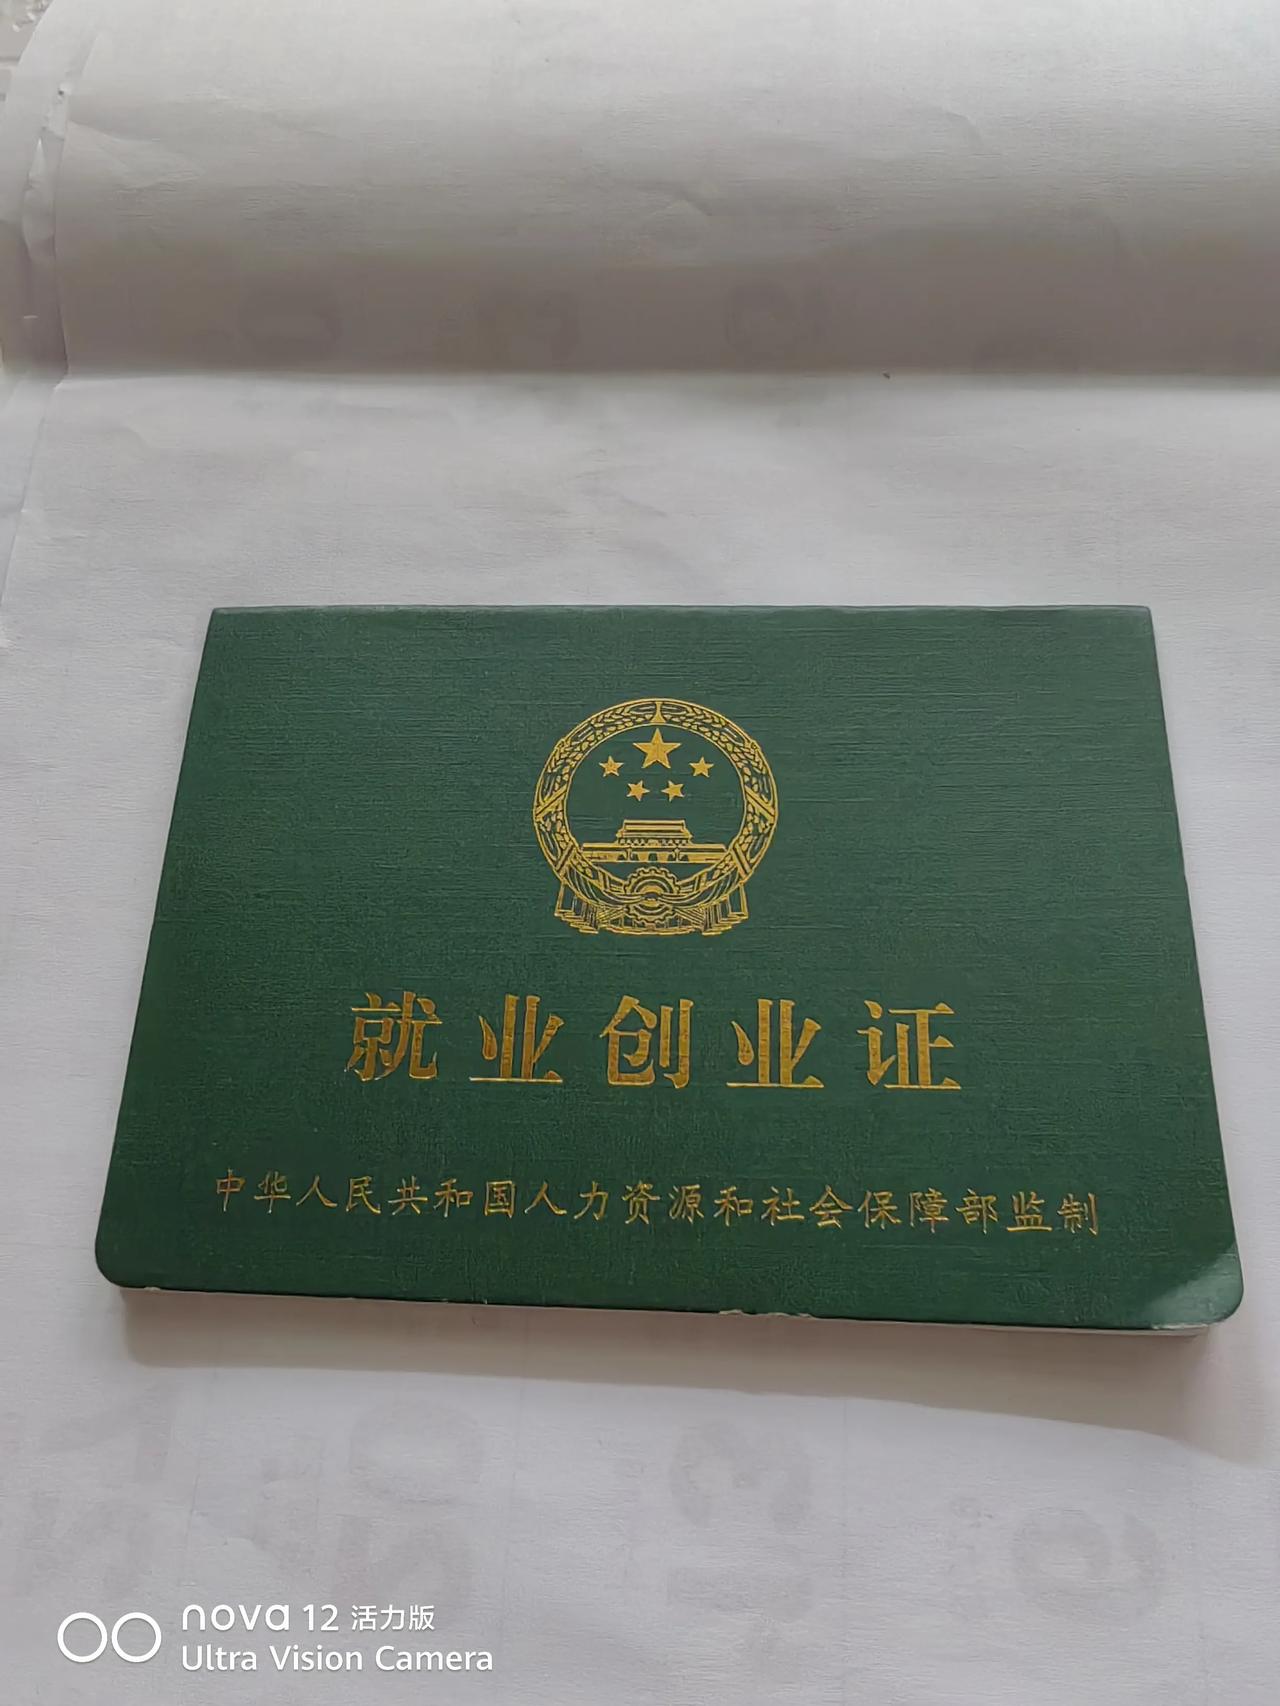 就业创业证
中华人民共和国人力资源和社会保障部监制
nova 12 活力版
Ultra Vision Camera